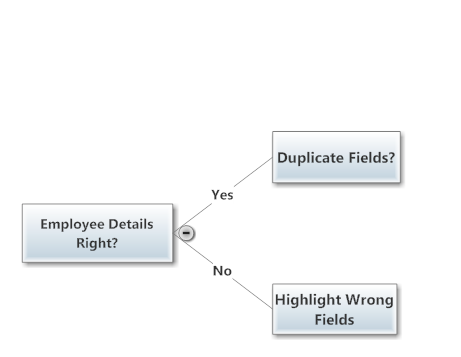 Duplicate Fields?
Yes
Employee Details
Right?
No
Highlight Wrong
Fields